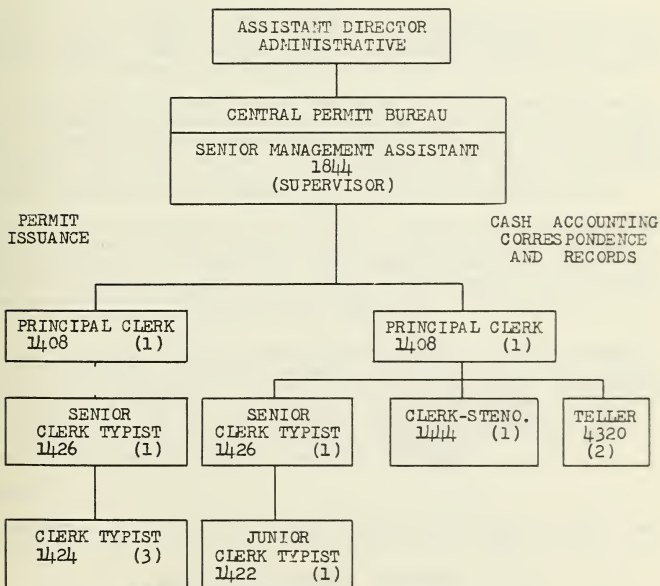 ASSISTANT DIRECTOR
ADMINISTRATIVE
CENTRAL PERMIT BUREAU
SENIOR MANAGEMENT ASSISTANT
1844
(SUPERVISOR)
PERMIT
ISSUANCE
CASH ACCOUNTING
CORRESPONDENCE
AND RECORDS
PRINCIPAL CLERK
1408 (1)
PRINCIPAL CLERK
1408 (1)
SENIOR
CLERK TYPIST
1426 (1)
SENIOR
CLERK TYPIST
1426 (1)
CLERK-STENO.
1444 (1)
TELLER
4320
(2)
CLERK TYPIST
1424 (3)
JUNIOR
CLERK TYPIST
1422 (1)